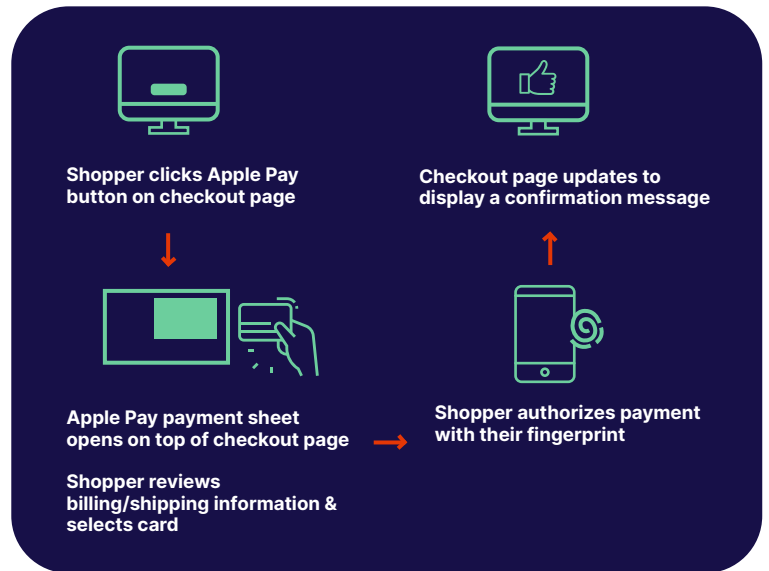 Shopper clicks Apple Pay
button on checkout page
Apple Pay payment sheet
opens on top of checkout page
Shopper reviews
billing/shipping information &
selects card
Shopper authorizes payment
with their fingerprint
Checkout page updates to
display a confirmation message